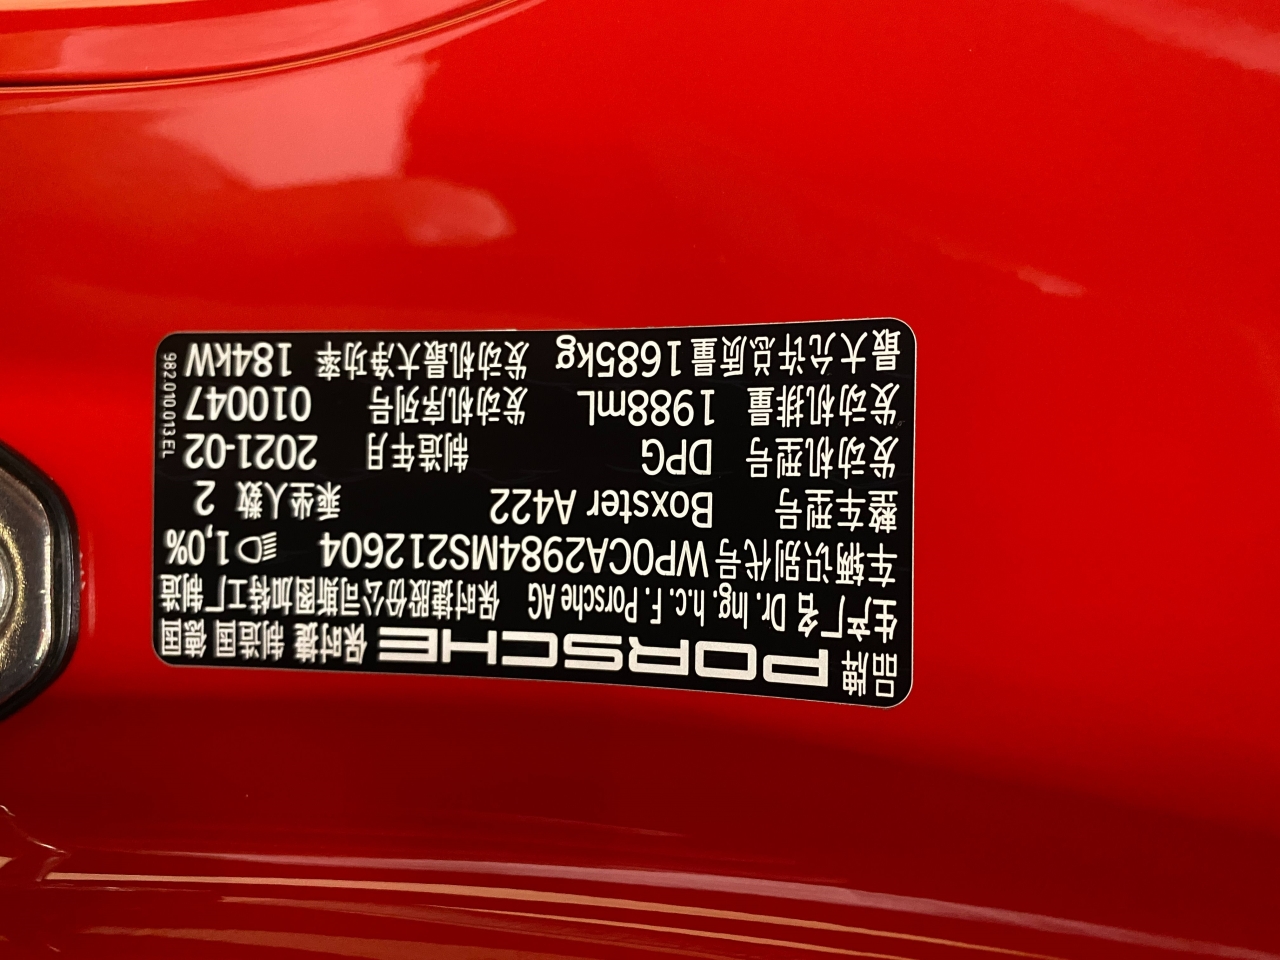 品牌 PORSCHE 保时捷 制造国 德国
生产厂名 Dr. Ing. h.c. F. Porsche AG 保时捷股份公司斯图加特工厂制造
车辆识别代号 WP0CA2984MS212604 1,0%
整车型号 Boxster A422 乘坐人数 2
发动机型号 DPG 制造年月 2021-02
发动机排量 1988mL 发动机序列号 010047
最大允许总质量 1685kg 发动机最大净功率 184kW
982.010.013.EL